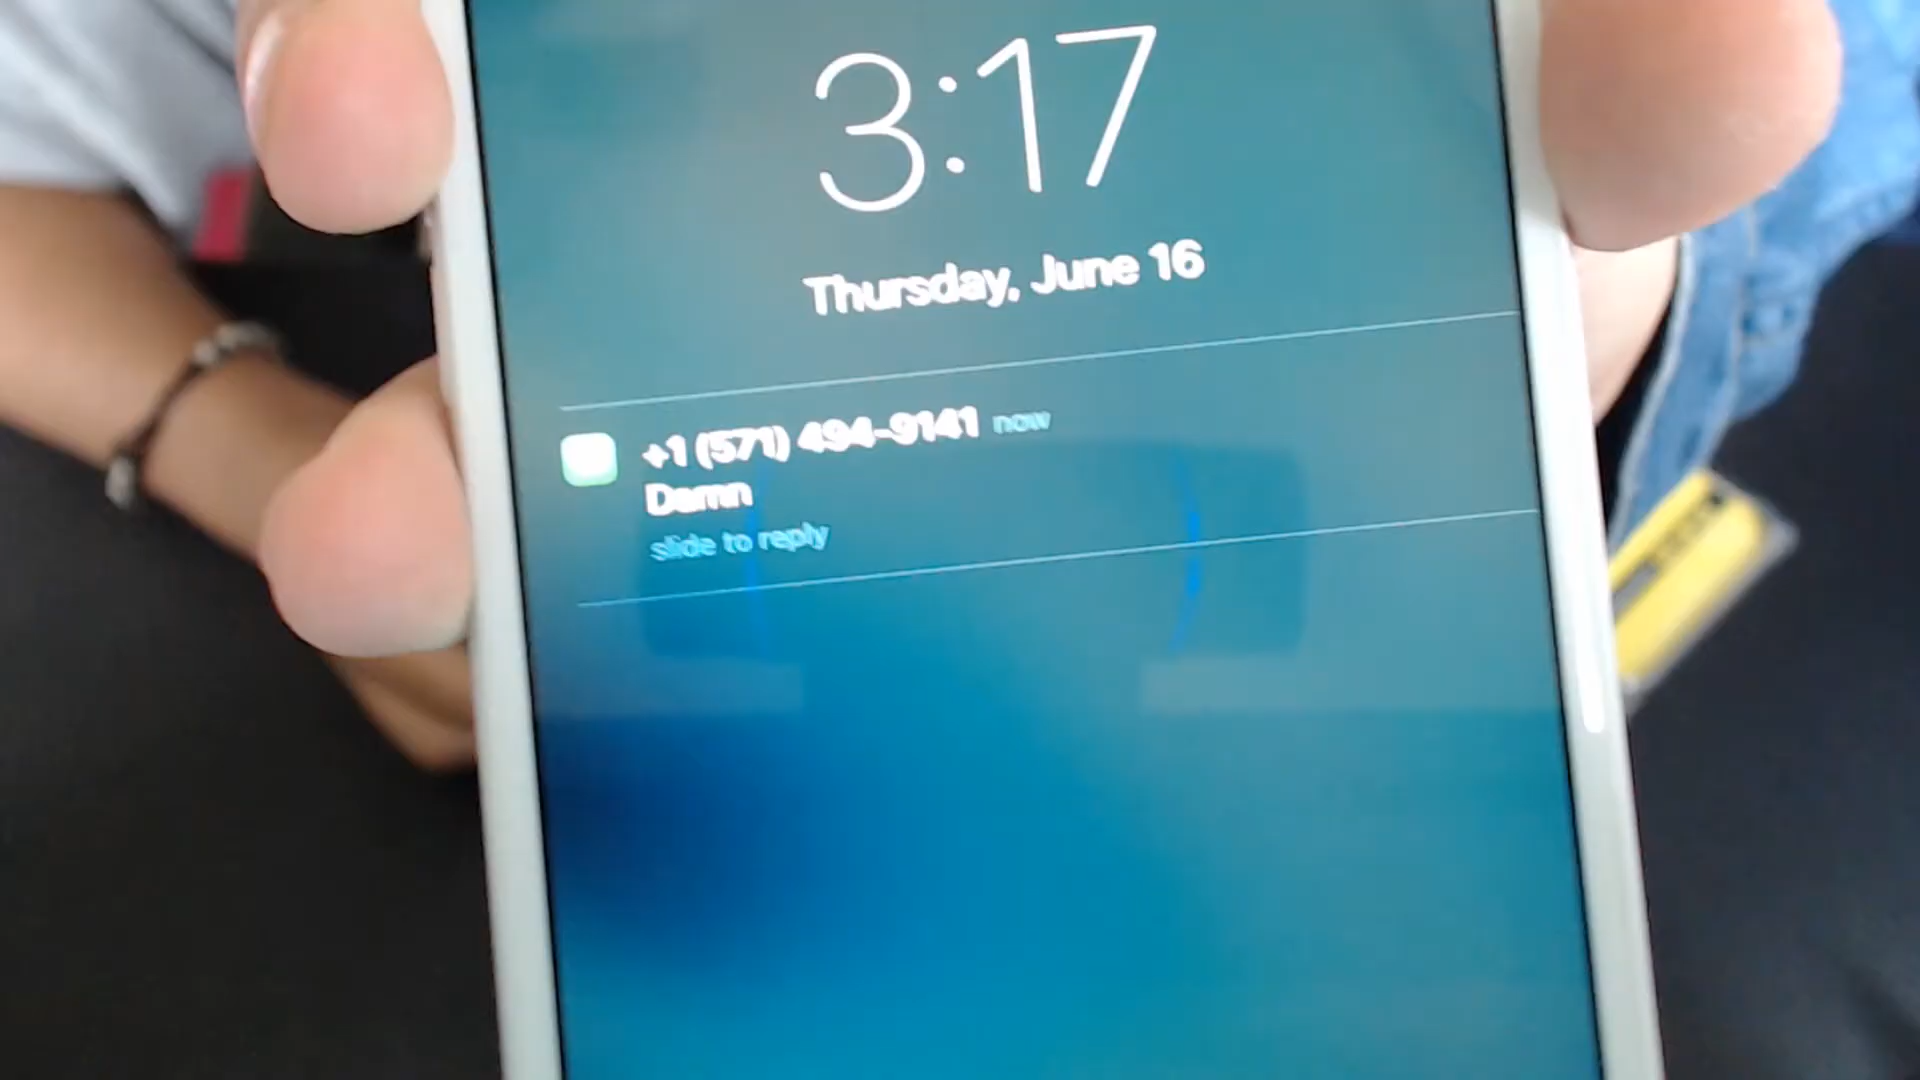 3:17
Thursday, June 16
+1 (571) 494-9141 now
Damn
slide to reply